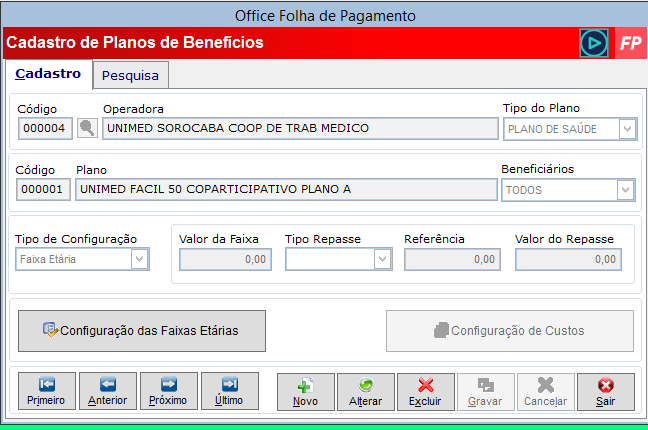 Office Folha de Pagamento
Cadastro de Planos de Benefícios
FP
Cadastro Pesquisa
Código Operadora Tipo do Plano
000004 UNIMED SOROCABA COOP DE TRAB MEDICO PLANO DE SAÚDE
Código Plano Beneficiários
000001 UNIMED FACIL 50 COPARTICIPATIVO PLANO A TODOS
Tipo de Configuração Valor da Faixa Tipo Repasse Referência Valor do Repasse
Faixa Etária 0,00 0,00 0,00
Configuração das Faixas Etárias Configuração de Custos
Primeiro Anterior Próximo Último Novo Alterar Excluir Gravar Cancelar Sair